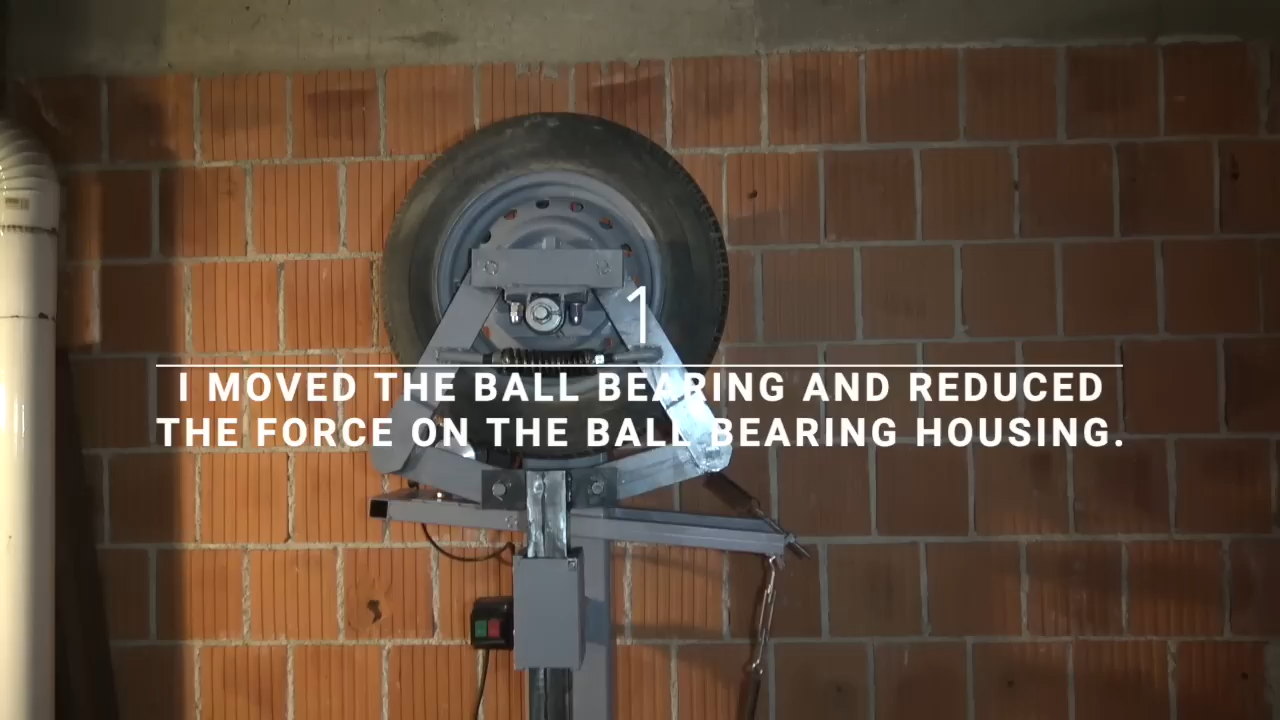 1
I MOVED THE BALL BEARING AND REDUCED
THE FORCE ON THE BALL BEARING HOUSING.